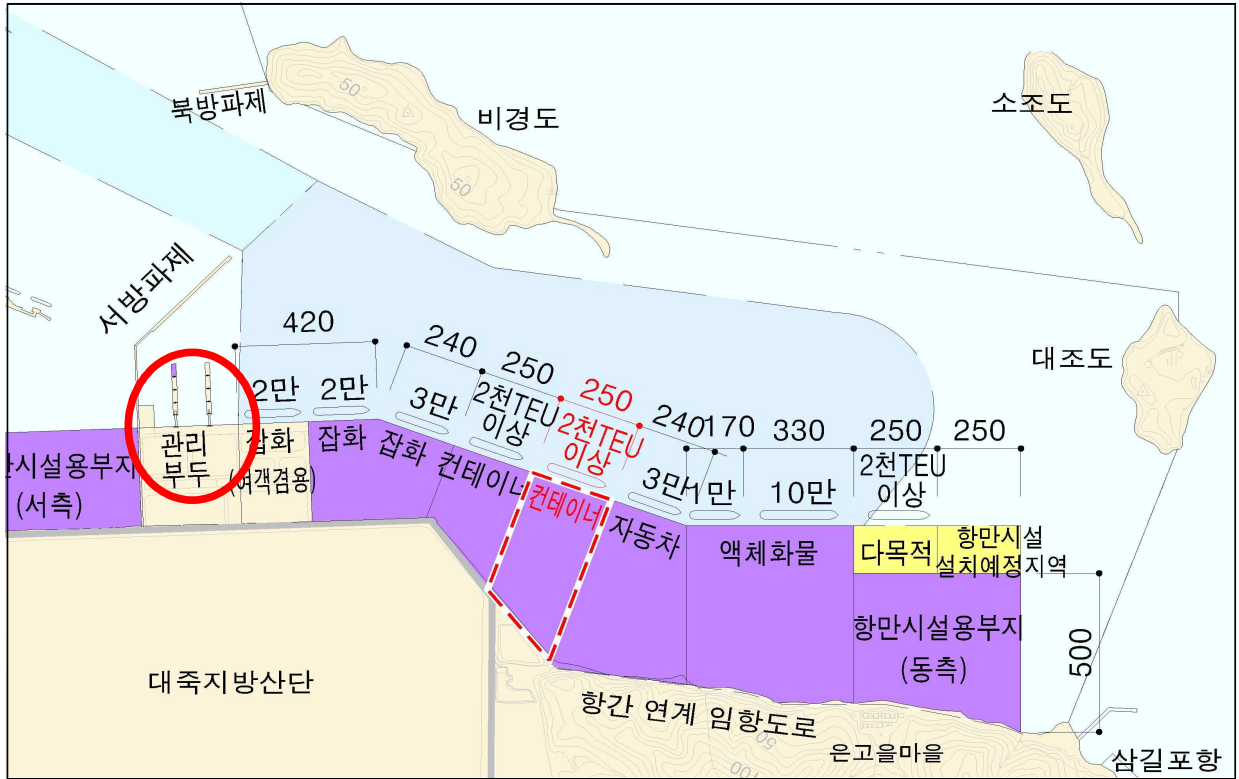 북방파제
50
50
비경도
소조도
서방파제
대조도
420
240
250
250
240
170
330
250
250
2만
2만
3만
2천TEU
이상
2천TEU
이상
3만
1만
10만
2천TEU
이상
관리
부두
잡화
(여객겸용)
잡화
잡화
컨테이너
컨테이너
자동차
액체화물
다목적
항만시설
설치예정지역
만시설용부지
(서측)
항만시설용부지
(동측)
500
대죽지방산단
항간 연계 임항도로
50
100
은고을마을
삼길포항